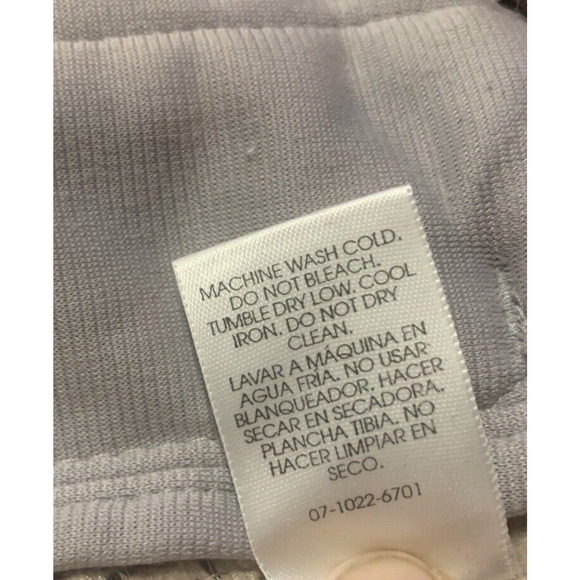 MACHINE WASH COLD.
DO NOT BLEACH.
TUMBLE DRY LOW. COOL
IRON. DO NOT DRY
CLEAN.
LAVAR A MÁQUINA EN
AGUA FRÍA. NO USAR
BLANQUEADOR. HACER
SECAR EN SECADORA.
PLANCHA TIBIA. NO
HACER LIMPIAR EN
SECO.
07-1022-6701